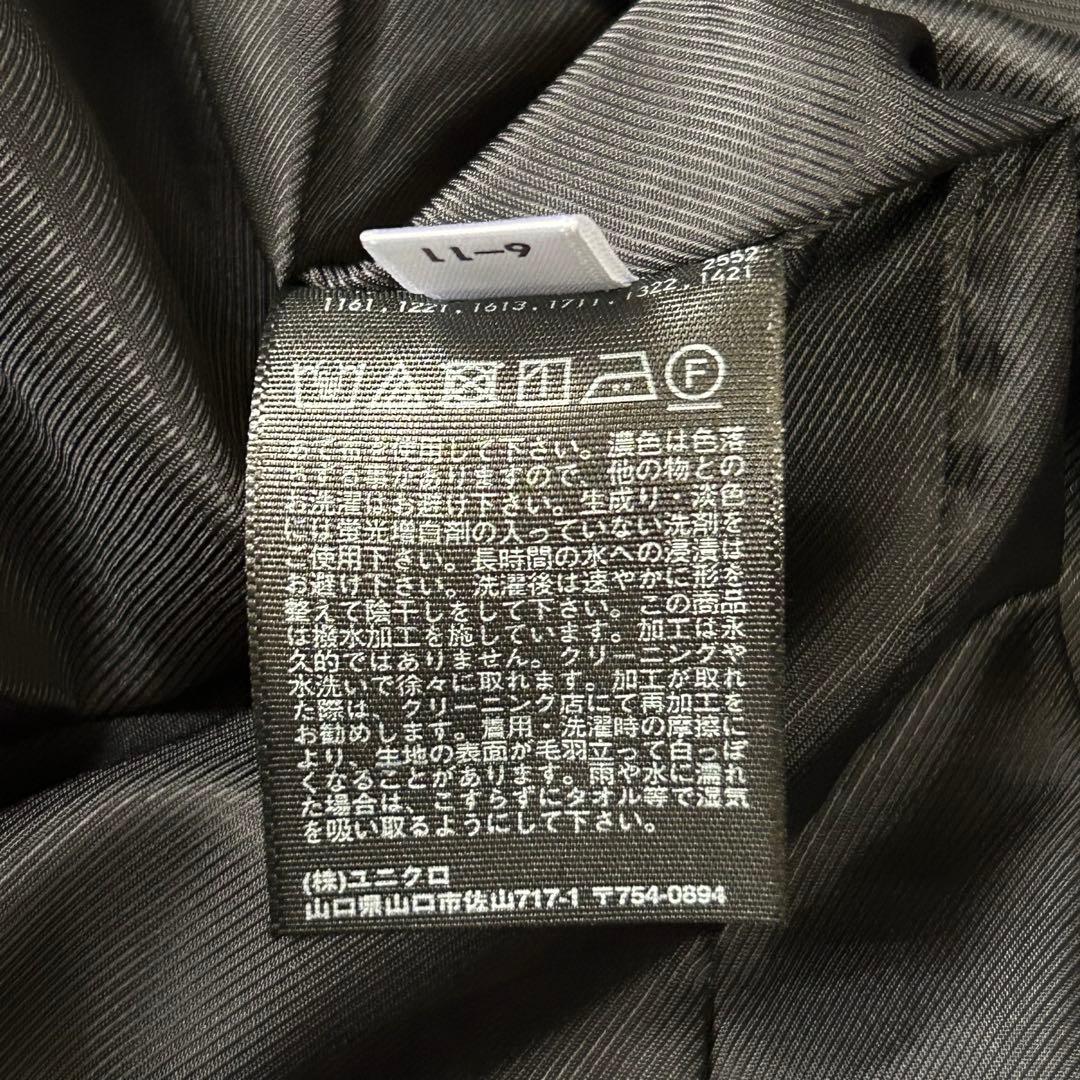 6-11
2552
1161,1221,1613,1711,1322,1421
F
使用して下さい。濃色は色落
がありますので、他の物との
お洗濯はお避け下さい。生成り・淡色
には蛍光増白剤の入っていない洗剤を
ご使用下さい。長時間の水への浸漬は
お避け下さい。洗濯後は速やかに形を
整えて陰干しをして下さい。この商品
は撥水加工を施しています。加工は永
久的ではありません。クリーニングや
水洗いで徐々に取れます。加工が取れ
た際は、クリーニング店にて再加工を
お勧めします。着用・洗濯時の摩擦に
より、生地の表面が毛羽立って白っぽ
くなることがあります。雨や水に濡れ
た場合は、こすらずにタオル等で湿気
を吸い取るようにして下さい。
(株)ユニクロ
山口県山口市佐山717-1 〒754-0894